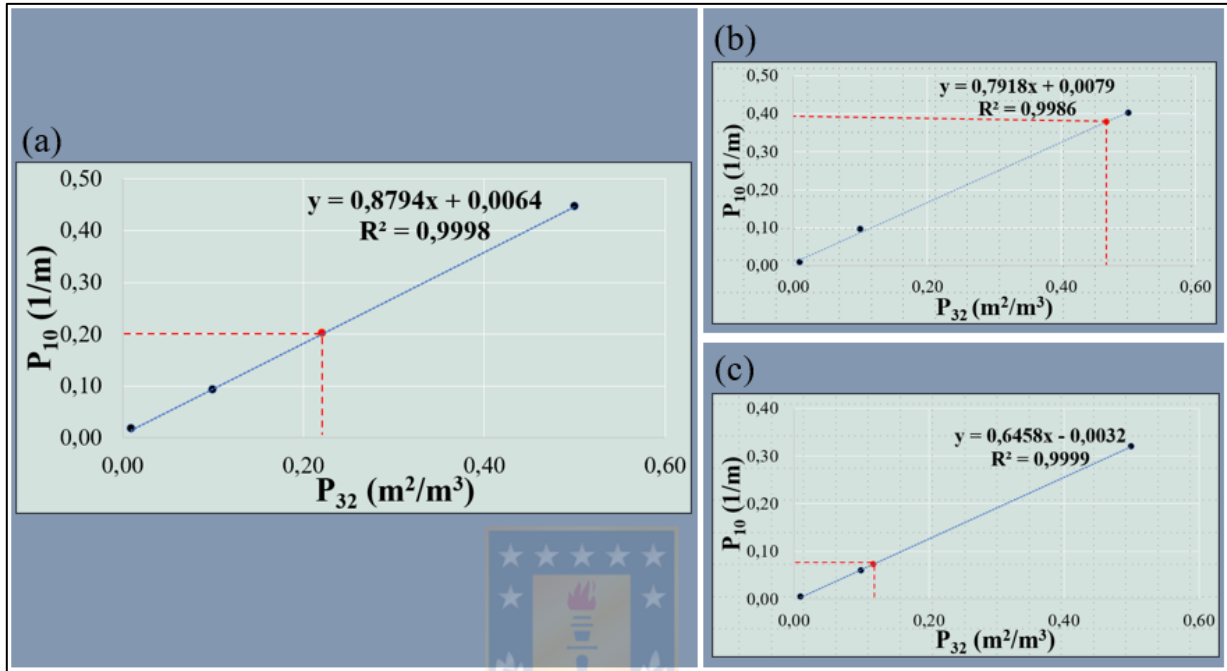 (a)
0,50
0,40
0,30
0,20
0,10
0,00
P₁₀ (1/m)
y = 0,8794x + 0,0064
R² = 0,9998
0,00 0,20 0,40 0,60
P₃₂ (m²/m³)
(b)
0,50
0,40
0,30
0,20
0,10
0,00
P₁₀ (1/m)
y = 0,7918x + 0,0079
R² = 0,9986
0,00 0,20 0,40 0,60
P₃₂ (m²/m³)
(c)
0,40
0,30
0,20
0,10
0,00
P₁₀ (1/m)
y = 0,6458x - 0,0032
R² = 0,9999
0,00 0,20 0,40 0,60
P₃₂ (m²/m³)